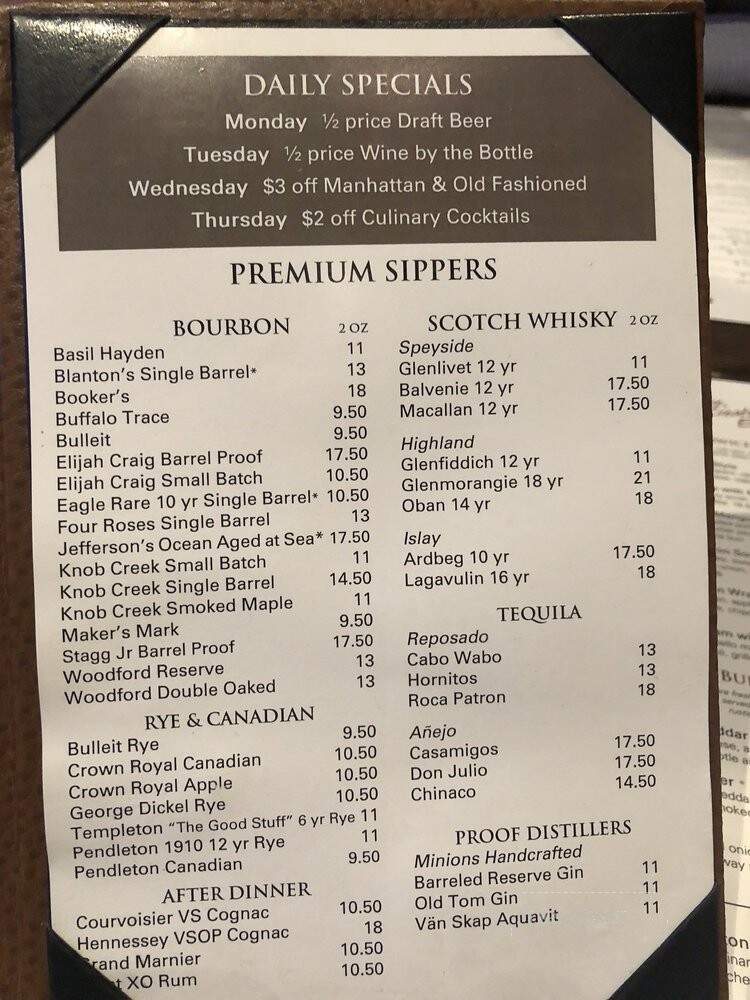 DAILY SPECIALS
Monday ½ price Draft Beer
Tuesday ½ price Wine by the Bottle
Wednesday $3 off Manhattan & Old Fashioned
Thursday $2 off Culinary Cocktails
PREMIUM SIPPERS
BOURBON 2 OZ
Basil Hayden 11
Blanton's Single Barrel* 13
Booker's 18
Buffalo Trace 9.50
Bulleit 9.50
Elijah Craig Barrel Proof 17.50
Elijah Craig Small Batch 10.50
Eagle Rare 10 yr Single Barrel* 10.50
Four Roses Single Barrel 13
Jefferson's Ocean Aged at Sea* 17.50
Knob Creek Small Batch 11
Knob Creek Single Barrel 14.50
Knob Creek Smoked Maple 11
Maker's Mark 9.50
Stagg Jr Barrel Proof 17.50
Woodford Reserve 13
Woodford Double Oaked 13
RYE & CANADIAN
Bulleit Rye 9.50
Crown Royal Canadian 10.50
Crown Royal Apple 10.50
George Dickel Rye 10.50
Templeton "The Good Stuff" 6 yr Rye 11
Pendleton 1910 12 yr Rye 11
Pendleton Canadian 9.50
AFTER DINNER
Courvoisier VS Cognac 10.50
Hennessey VSOP Cognac 18
rand Marnier 10.50
XO Rum 10.50
SCOTCH WHISKY 2 OZ
Speyside
Glenlivet 12 yr 11
Balvenie 12 yr 17.50
Macallan 12 yr 17.50
Highland
Glenfiddich 12 yr 11
Glenmorangie 18 yr 21
Oban 14 yr 18
Islay
Ardbeg 10 yr 17.50
Lagavulin 16 yr 18
TEQUILA
Reposado
Cabo Wabo 13
Hornitos 13
Roca Patron 18
Añejo
Casamigos 17.50
Don Julio 17.50
Chinaco 14.50
PROOF DISTILLERS
Minions Handcrafted
Barreled Reserve Gin 11
Old Tom Gin 11
Vän Skap Aquavit 11